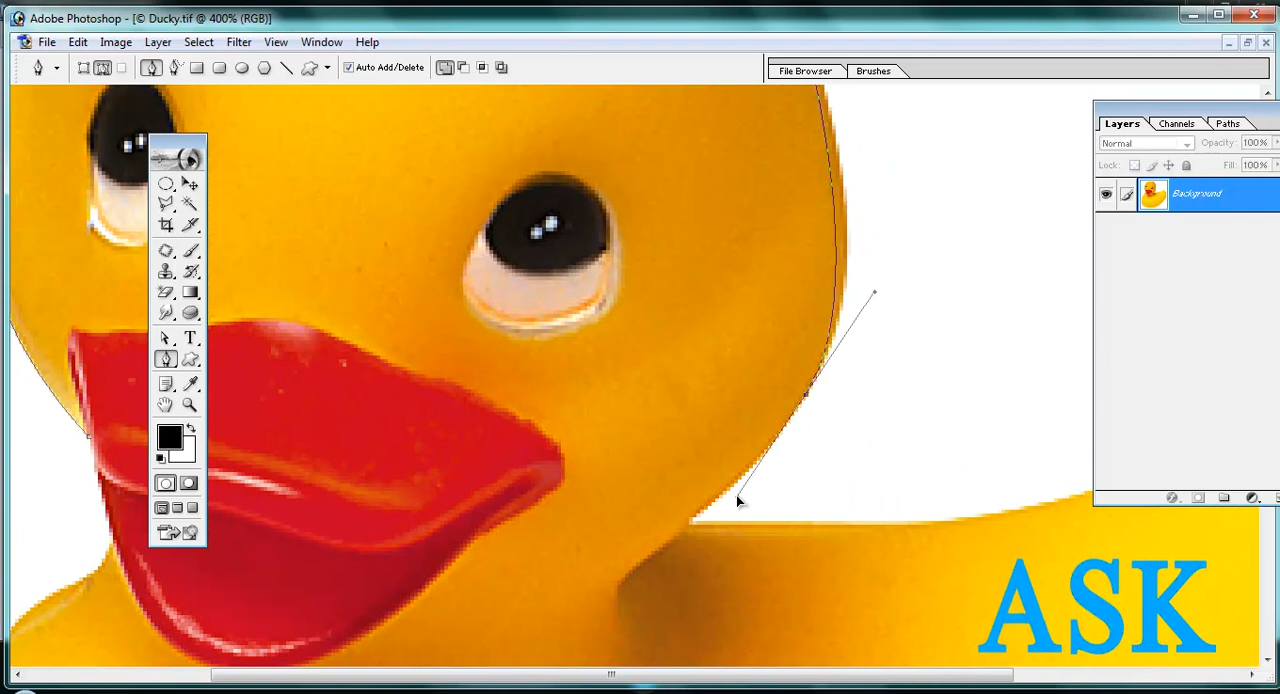 Adobe Photoshop - [© Ducky.tif @ 400% (RGB)]
File Edit Image Layer Select Filter View Window Help
Auto Add/Delete
File Browser Brushes
Layers Channels Paths
Normal Opacity: 100%
Lock: Fill: 100%
Background
T
ASK